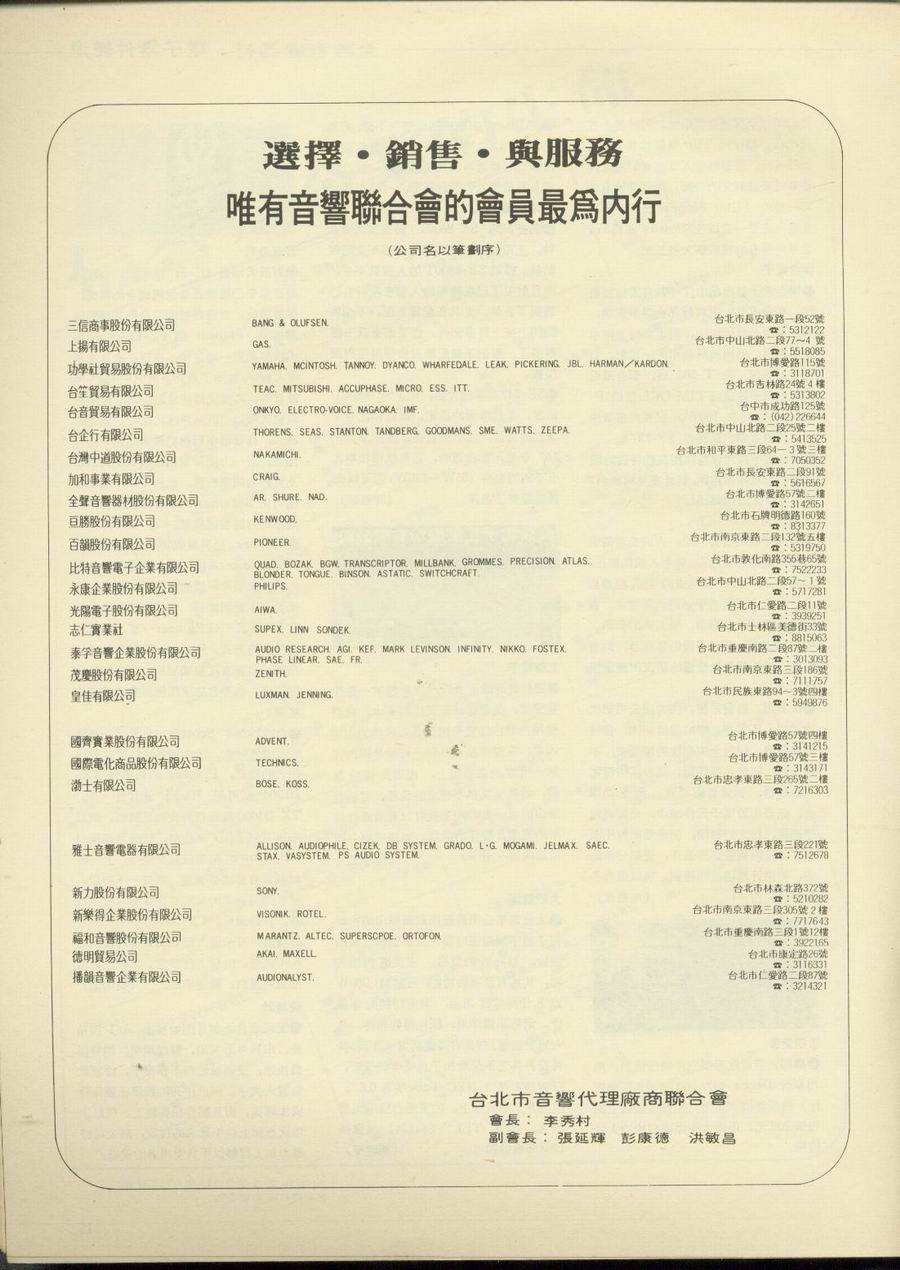 選擇・銷售・與服務
唯有音響聯合會的會員最為内行
(公司名以筆劃序)
三信商事股份有限公司 BANG & OLUFSEN. 台北市長安東路一段52號
☎：5312122
上揚有限公司 GAS. 台北市中山北路二段77～4 號
☎：5518085
功學社貿易股份有限公司 YAMAHA. MCINTOSH. TANNOY. DYANCO. WHARFEDALE. LEAK. PICKERING. JBL. HARMAN／KARDON. 台北市博愛路115號
☎：3118701
台笙貿易有限公司 TEAC. MITSUBISHI. ACCUPHASE. MICRO. ESS. ITT. 台北市吉林路24號4樓
☎：5313802
台音貿易有限公司 ONKYO. ELECTRO-VOICE. NAGAOKA. IMF. 台中市成功路125號
☎：(042)226644
台企行有限公司 THORENS. SEAS. STANTON. TANDBERG. GOODMANS. SME. WATTS. ZEEPA. 台北市中山北路二段25號二樓
☎：5413525
台灣中道股份有限公司 NAKAMICHI. 台北市和平東路三段64－3號三樓
☎：7050352
加和事業有限公司 CRAIG. 台北市長安東路二段91號
☎：5616567
全聲音響器材股份有限公司 AR. SHURE. NAD. 台北市博愛路57號二樓
☎：3142651
亘勝股份有限公司 KENWOOD. 台北市石牌明德路160號
☎：8313377
百韻股份有限公司 PIONEER. 台北市南京東路二段132號五樓
☎：5319750
比特音響電子企業有限公司 QUAD. BOZAK. BGW. TRANSCRIPTOR. MILLBANK. GROMMES. PRECISION. ATLAS. 台北市敦化南路355巷65號
BLONDER. TONGUE. BINSON. ASTATIC. SWITCHCRAFT. ☎：7522233
永康企業股份有限公司 PHILIPS. 台北市中山北路二段57～1號
☎：5717281
光陽電子股份有限公司 AIWA. 台北市仁愛路二段11號
☎：3939251
志仁實業社 SUPEX. LINN SONDEK. 台北市士林區美德街33號
☎：8815063
泰孚音響企業股份有限公司 AUDIO RESEARCH. AGI. KEF. MARK LEVINSON. INFINITY. NIKKO. FOSTEX. 台北市重慶南路二段87號二樓
PHASE LINEAR. SAE. FR. ☎：3013093
茂慶股份有限公司 ZENITH. 台北市南京東路三段186號
☎：7111757
皇佳有限公司 LUXMAN. JENNING. 台北市民族東路94－3號四樓
☎：5949876
國齊實業股份有限公司 ADVENT. 台北市博愛路57號四樓
☎：3141215
國際電化商品股份有限公司 TECHNICS. 台北市博愛路57號三樓
☎：3143171
渤士有限公司 BOSE. KOSS. 台北市忠孝東路三段265號二樓
☎：7216303
雅士音響電器有限公司 ALLISON. AUDIOPHILE. CIZEK. DB SYSTEM. GRADO. L・G. MOGAMI. JELMAX. SAEC. 台北市忠孝東路三段221號
STAX. VASYSTEM. PS AUDIO SYSTEM. ☎：7512678
新力股份有限公司 SONY. 台北市林森北路372號
☎：5210282
新樂得企業股份有限公司 VISONIK. ROTEL. 台北市南京東路三段305號2樓
☎：7717643
福和音響股份有限公司 MARANTZ. ALTEC. SUPERSCPOE. ORTOFON. 台北市重慶南路三段1號12樓
☎：3922165
德明貿易公司 AKAI. MAXELL. 台北市康定路26號
☎：3116331
播韻音響企業有限公司 AUDIONALYST. 台北市仁愛路二段87號
☎：3214321
台北市音響代理廠商聯合會
會長： 李秀村
副會長： 張延輝 彭康德 洪敏昌